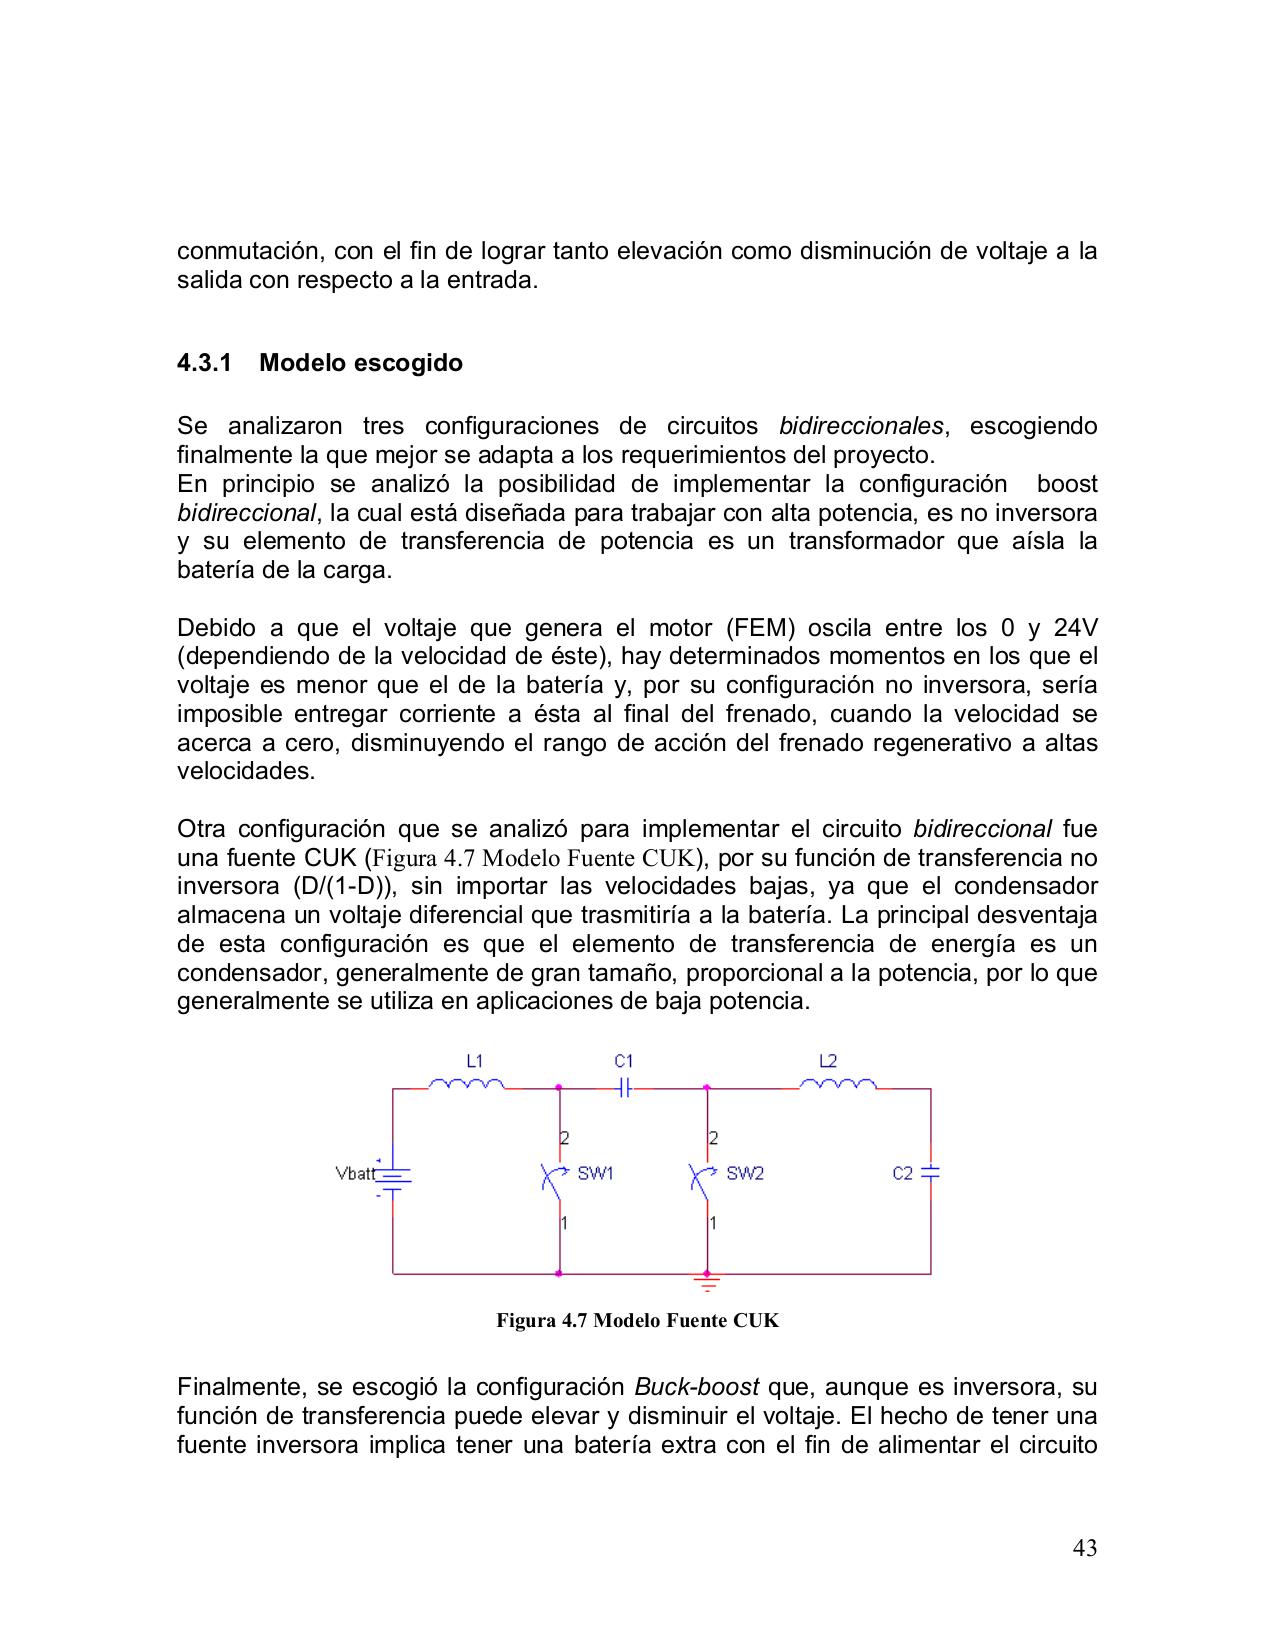 conmutación, con el fin de lograr tanto elevación como disminución de voltaje a la
salida con respecto a la entrada.
4.3.1 Modelo escogido
Se analizaron tres configuraciones de circuitos bidireccionales, escogiendo
finalmente la que mejor se adapta a los requerimientos del proyecto.
En principio se analizó la posibilidad de implementar la configuración boost
bidireccional, la cual está diseñada para trabajar con alta potencia, es no inversora
y su elemento de transferencia de potencia es un transformador que aísla la
batería de la carga.
Debido a que el voltaje que genera el motor (FEM) oscila entre los 0 y 24V
(dependiendo de la velocidad de éste), hay determinados momentos en los que el
voltaje es menor que el de la batería y, por su configuración no inversora, sería
imposible entregar corriente a ésta al final del frenado, cuando la velocidad se
acerca a cero, disminuyendo el rango de acción del frenado regenerativo a altas
velocidades.
Otra configuración que se analizó para implementar el circuito bidireccional fue
una fuente CUK (Figura 4.7 Modelo Fuente CUK), por su función de transferencia no
inversora (D/(1-D)), sin importar las velocidades bajas, ya que el condensador
almacena un voltaje diferencial que trasmitiría a la batería. La principal desventaja
de esta configuración es que el elemento de transferencia de energía es un
condensador, generalmente de gran tamaño, proporcional a la potencia, por lo que
generalmente se utiliza en aplicaciones de baja potencia.
L1 C1 L2
2 2
Vbatt SW1 SW2 C2
1 1
Figura 4.7 Modelo Fuente CUK
Finalmente, se escogió la configuración Buck-boost que, aunque es inversora, su
función de transferencia puede elevar y disminuir el voltaje. El hecho de tener una
fuente inversora implica tener una batería extra con el fin de alimentar el circuito
43